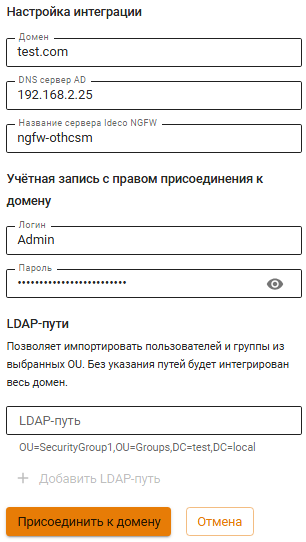 Настройка интеграции
Домен
test.com
DNS сервер AD
192.168.2.25
Название сервера Ideco NGFW
ngfw-othcsm
Учётная запись с правом присоединения к
домену
Логин
Admin
Пароль
•••••••••••••••••••••••••
LDAP-пути
Позволяет импортировать пользователей и группы из
выбранных OU. Без указания путей будет интегрирован
весь домен.
LDAP-путь
OU=SecurityGroup1,OU=Groups,DC=test,DC=local
+ Добавить LDAP-путь
Присоединить к домену
Отмена